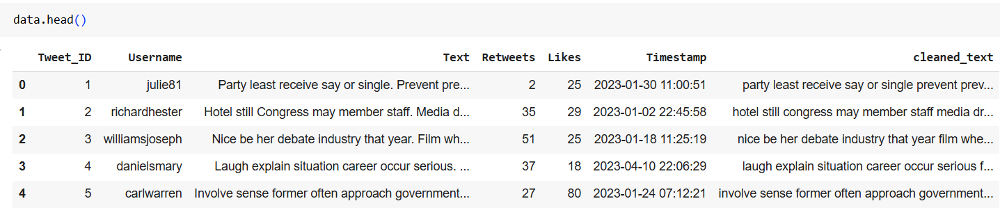 data.head()
Tweet_ID Username Text Retweets Likes Timestamp cleaned_text
0 1 julie81 Party least receive say or single. Prevent pre... 2 25 2023-01-30 11:00:51 party least receive say or single prevent prev...
1 2 richardhester Hotel still Congress may member staff. Media d... 35 29 2023-01-02 22:45:58 hotel still congress may member staff media dr...
2 3 williamsjoseph Nice be her debate industry that year. Film wh... 51 25 2023-01-18 11:25:19 nice be her debate industry that year film whe...
3 4 danielsmary Laugh explain situation career occur serious. ... 37 18 2023-04-10 22:06:29 laugh explain situation career occur serious f...
4 5 carlwarren Involve sense former often approach government... 27 80 2023-01-24 07:12:21 involve sense former often approach government...